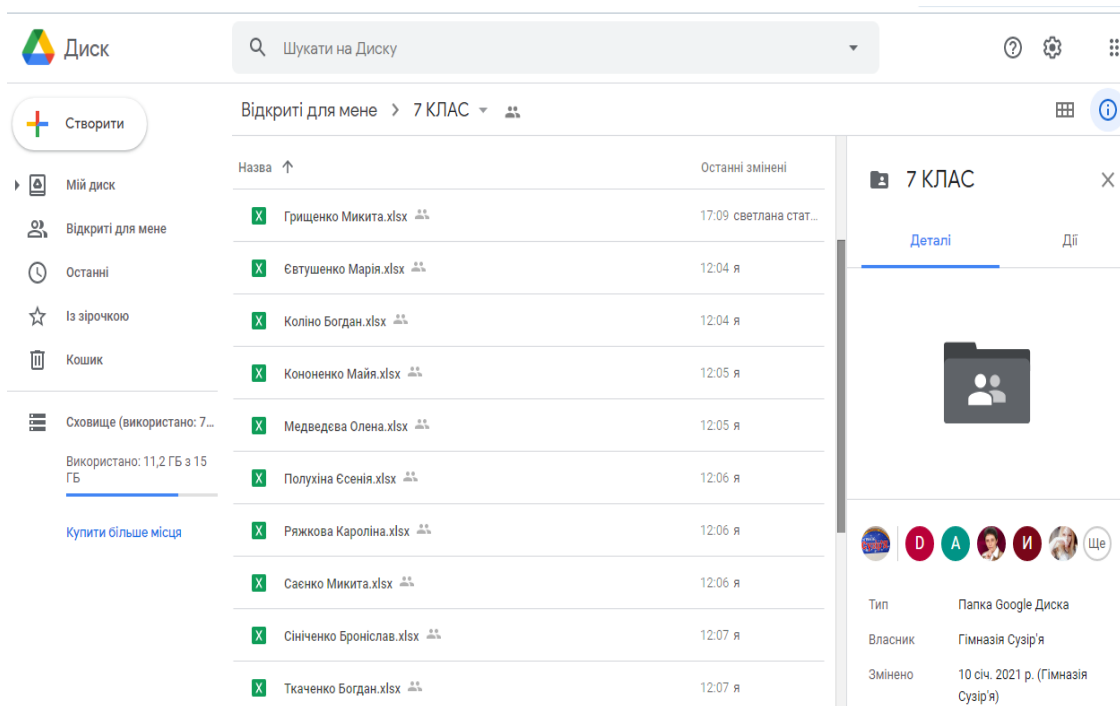 Диск
Шукати на Диску
Створити
Відкриті для мене > 7 КЛАС
Мій диск
Відкриті для мене
Останні
Із зірочкою
Кошик
Сховище (використано: 7...
Використано: 11,2 ГБ з 15
ГБ
Купити більше місця
Назва Останні змінені
Грищенко Микита.xlsx 17:09 светлана стат...
Євтушенко Марія.xlsx 12:04 я
Коліно Богдан.xlsx 12:04 я
Кононенко Майя.xlsx 12:05 я
Медведєва Олена.xlsx 12:05 я
Полухіна Єсенія.xlsx 12:06 я
Ряжкова Кароліна.xlsx 12:06 я
Саєнко Микита.xlsx 12:06 я
Сініченко Броніслав.xlsx 12:07 я
Ткаченко Богдан.xlsx 12:07 я
7 КЛАС
Деталі Дії
D А И Ще
Тип Папка Google Диска
Власник Гімназія Сузір'я
Змінено 10 січ. 2021 р. (Гімназія
Сузір'я)